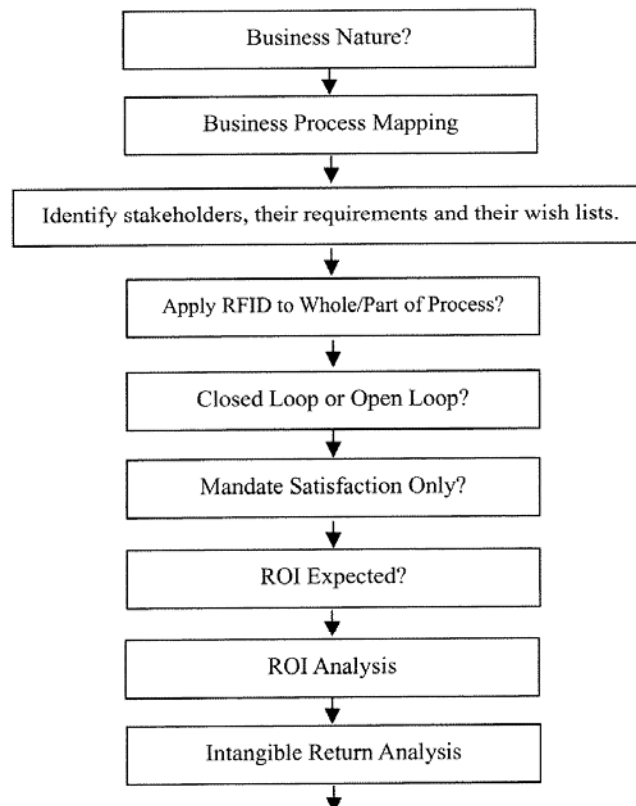 Business Nature?
Business Process Mapping
Identify stakeholders, their requirements and their wish lists.
Apply RFID to Whole/Part of Process?
Closed Loop or Open Loop?
Mandate Satisfaction Only?
ROI Expected?
ROI Analysis
Intangible Return Analysis